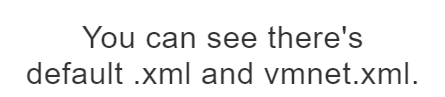 You can see there's
default .xml and vmnet.xml.